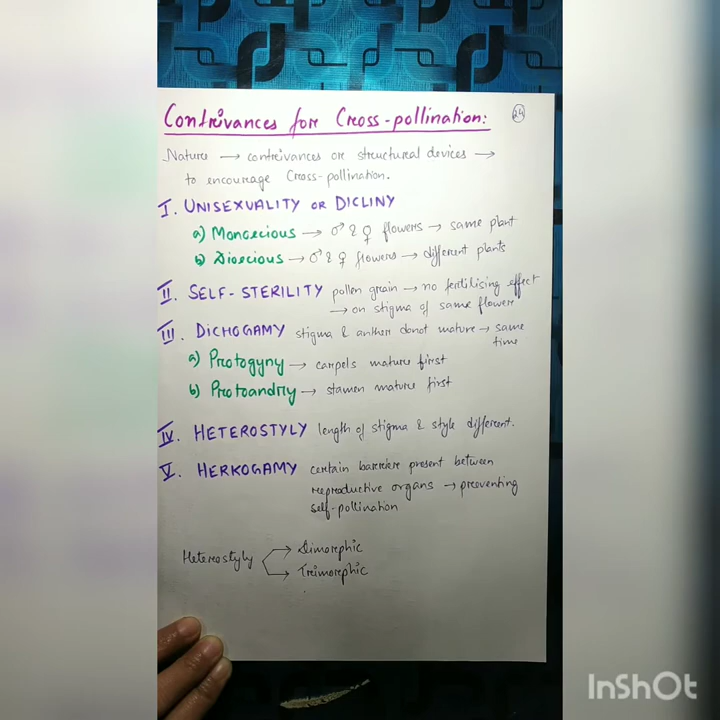 Contrivances for Cross-pollination:
24
Nature → contrivances or structural devices →
to encourage Cross-pollination.
I. UNISEXUALITY OR DICLINY
a) Monoecious → ♂ & ♀ flowers → same plant
b) Dioecious → ♂ & ♀ flowers → different plants
II. SELF-STERILITY pollen grain → no fertilising effect
→ on stigma of same flower
III. DICHOGAMY stigma & anther donot mature → same
time
a) Protogyny → carpels mature first
b) Protoandry → stamen mature first
IV. HETEROSTYLY length of stigma & style different.
V. HERKOGAMY certain barriers present between
reproductive organs → preventing
self-pollination
Heterostyly → Dimorphic
→ Trimorphic
InShOt